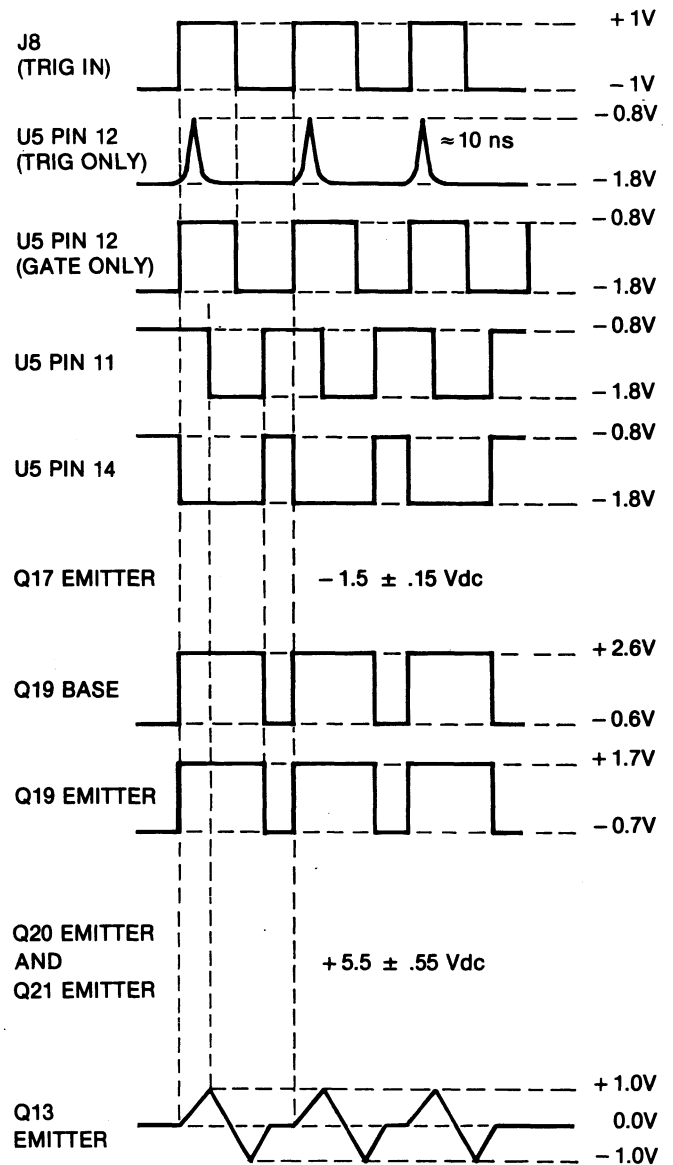 J8
(TRIG IN)
+ 1V
– 1V
U5 PIN 12
(TRIG ONLY)
≈ 10 ns
– 0.8V
– 1.8V
U5 PIN 12
(GATE ONLY)
– 0.8V
– 1.8V
U5 PIN 11
– 0.8V
– 1.8V
U5 PIN 14
– 0.8V
– 1.8V
Q17 EMITTER
– 1.5 ± .15 Vdc
Q19 BASE
+ 2.6V
– 0.6V
Q19 EMITTER
+ 1.7V
– 0.7V
Q20 EMITTER
AND
Q21 EMITTER
+ 5.5 ± .55 Vdc
Q13
EMITTER
+ 1.0V
0.0V
– 1.0V